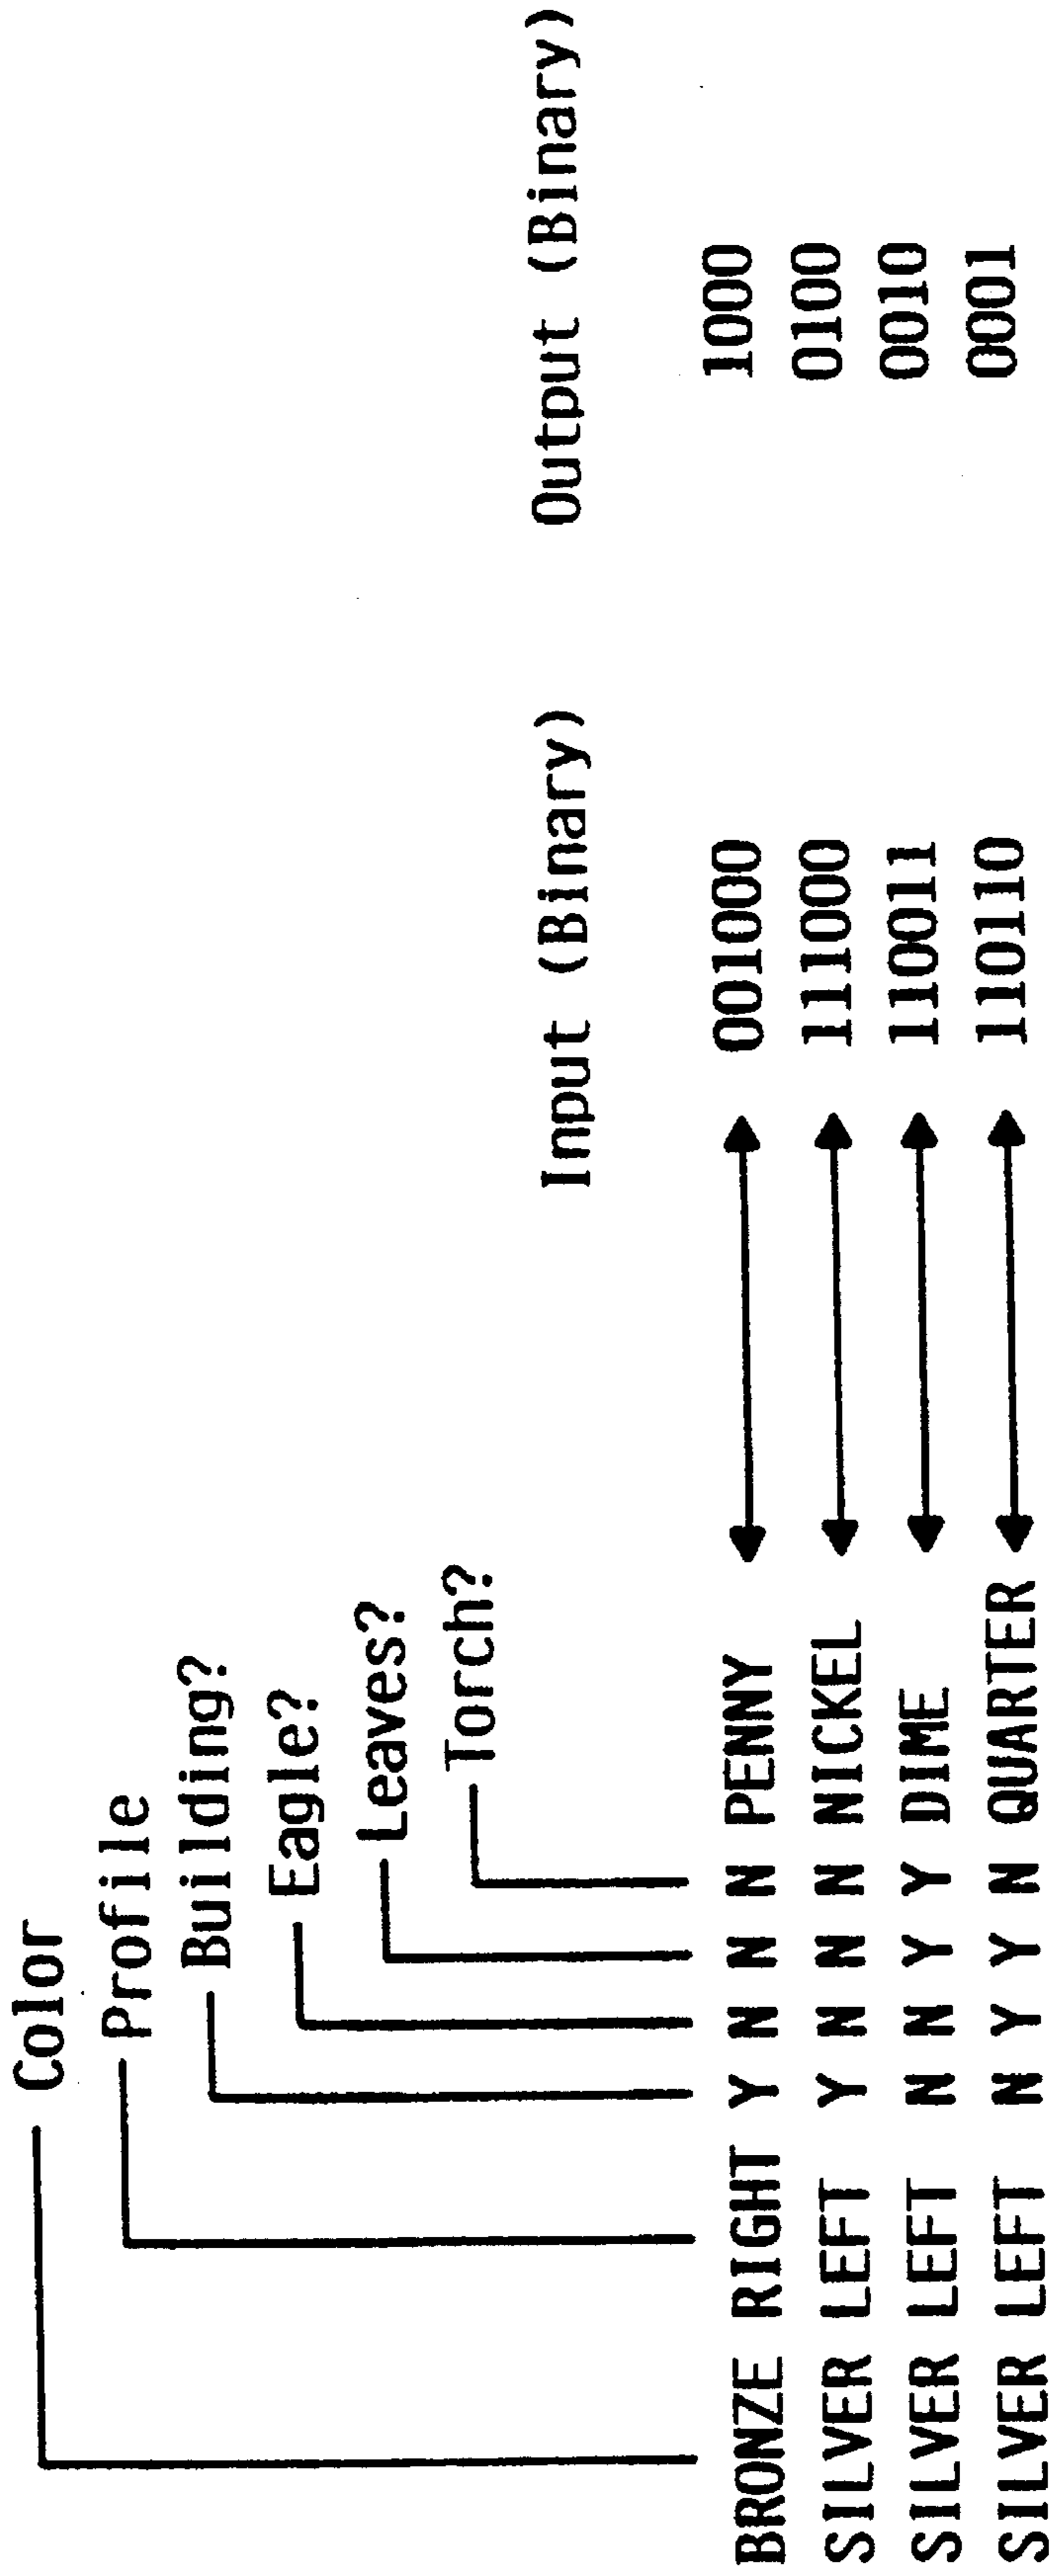 Color
Profile
Building?
Eagle?
Leaves?
Torch?
Input (Binary) Output (Binary)
BRONZE RIGHT Y N N N PENNY 001000 1000
SILVER LEFT Y N N N NICKEL 111000 0100
SILVER LEFT N N Y Y DIME 110011 0010
SILVER LEFT N Y Y N QUARTER 110110 0001